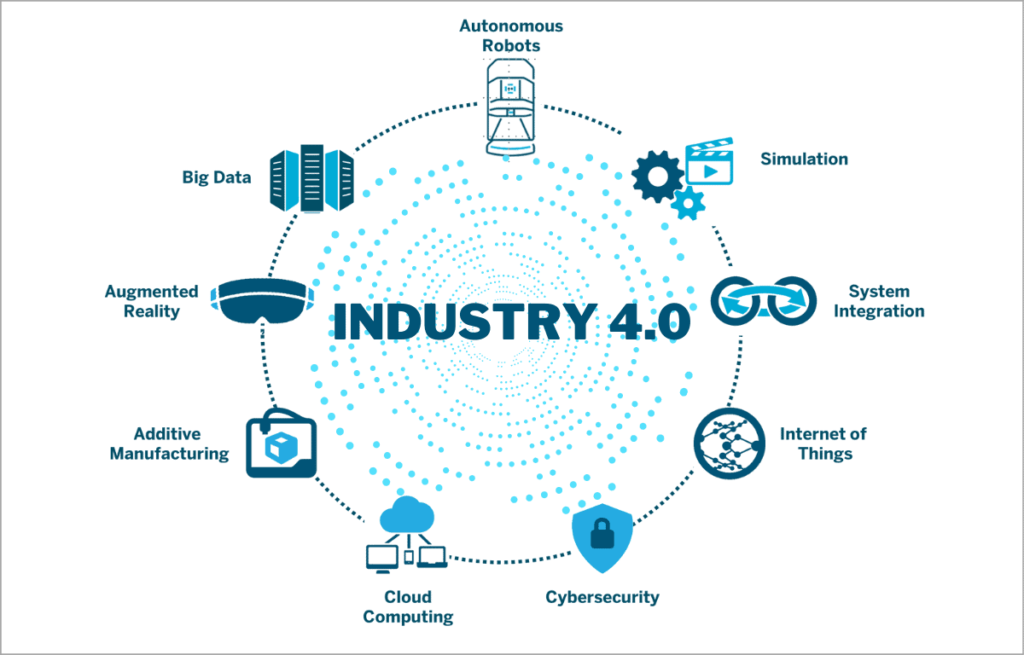 Autonomous
Robots
Simulation
Big Data
System
Integration
Augmented
Reality
INDUSTRY 4.0
Internet of
Things
Additive
Manufacturing
Cybersecurity
Cloud
Computing